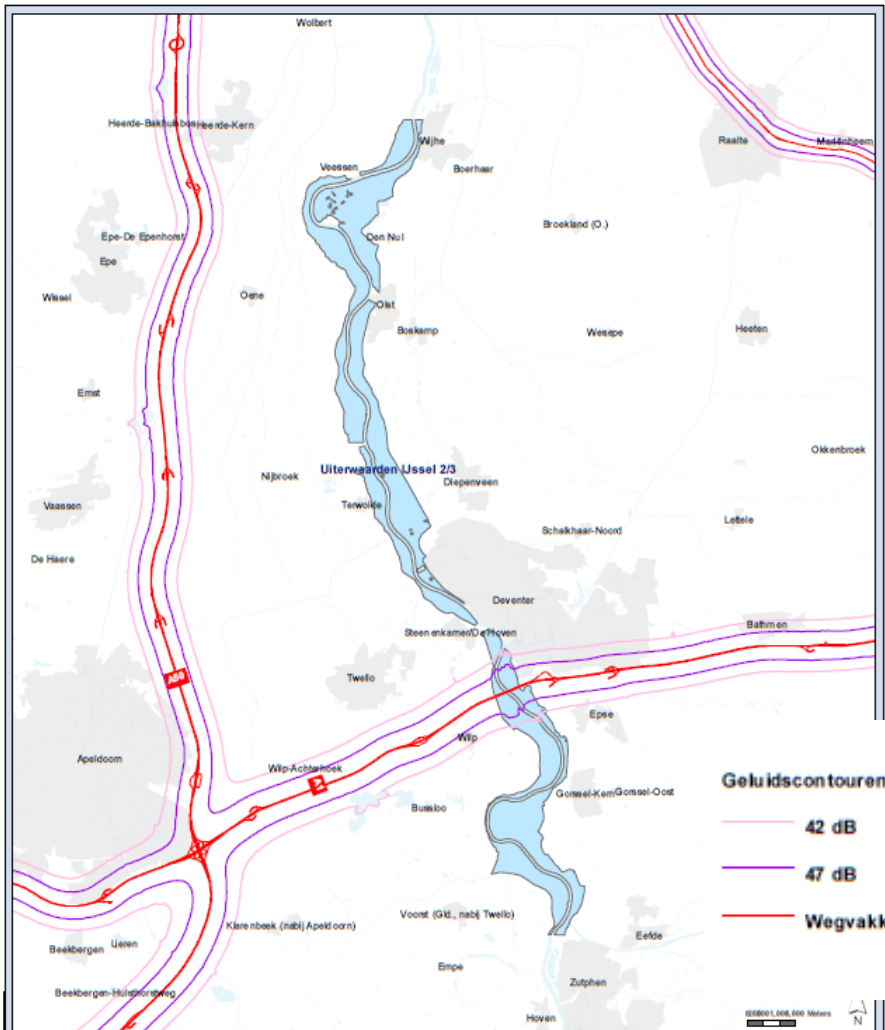 Wolbert
Heerde-Kern
Wijhe
Raalte
Mariënheem
Veessen
Boerhaar
Epe-De Epenhorst
Den Nul
Broekland (O.)
Epe
Wissel
Oene
Olst
Boskamp
Wesepe
Heeten
Emst
Okkenbroek
Uiterwaarden IJssel 2/3
Nijbroek
Diepenveen
Vaassen
Terwolde
Schalkhaar-Noord
Lettele
De Haere
Deventer
Bathmen
Steenenkamer/De Hoven
A50
Twello
Epse
Wilp
Apeldoorn
Wilp-Achterhoek
Gorssel-Kern
Gorssel-Oost
Bussloo
Geluidscontouren
42 dB
47 dB
Wegvakk
Voorst (Gld., nabij Twello)
Klarenbeek (nabij Apeldoorn)
Eefde
Beekbergen
Lieren
Empe
Zutphen
Beekbergen-Hulsthorstweg
Hoven
Meters
N